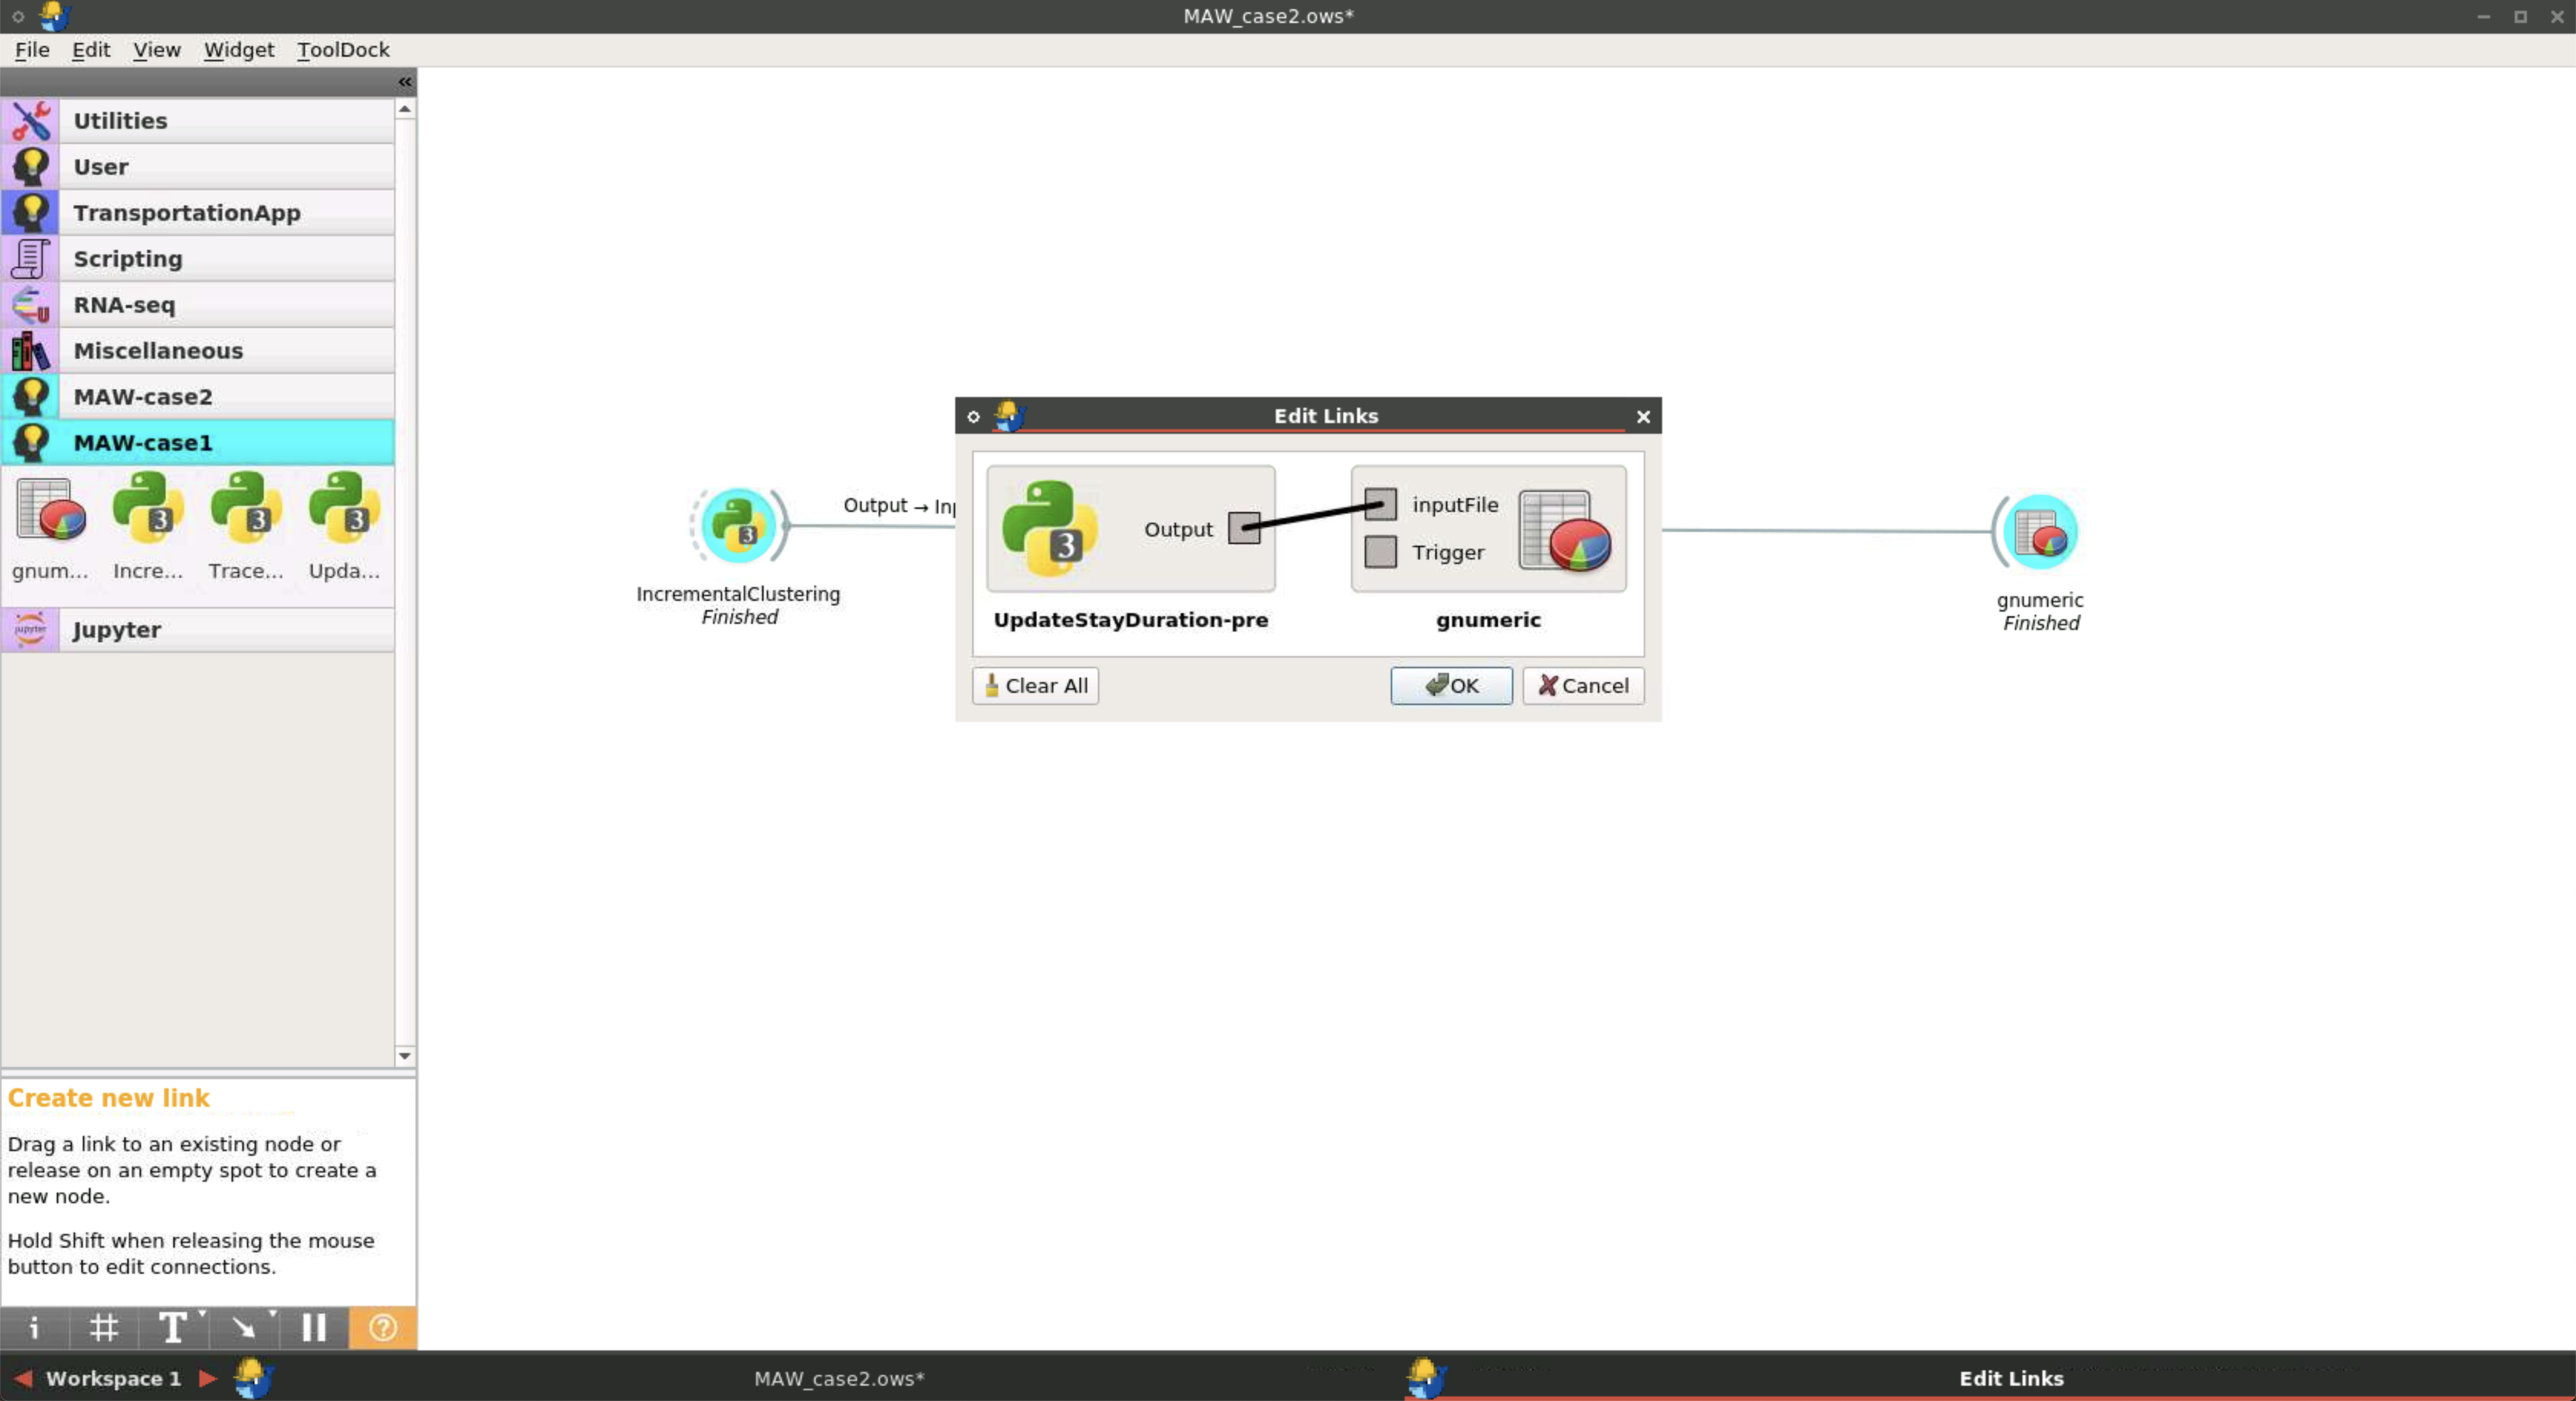 MAW_case2.ows*
File Edit View Widget ToolDock
Utilities
User
TransportationApp
Scripting
RNA-seq
Miscellaneous
MAW-case2
MAW-case1
gnum... Incre... Trace... Upda...
Jupyter
Output → Inp
IncrementalClustering
Finished
Edit Links
Output
inputFile
Trigger
UpdateStayDuration-pre
gnumeric
Clear All
OK
Cancel
gnumeric
Finished
Create new link
Drag a link to an existing node or
release on an empty spot to create a
new node.
Hold Shift when releasing the mouse
button to edit connections.
Workspace 1
MAW_case2.ows*
Edit Links